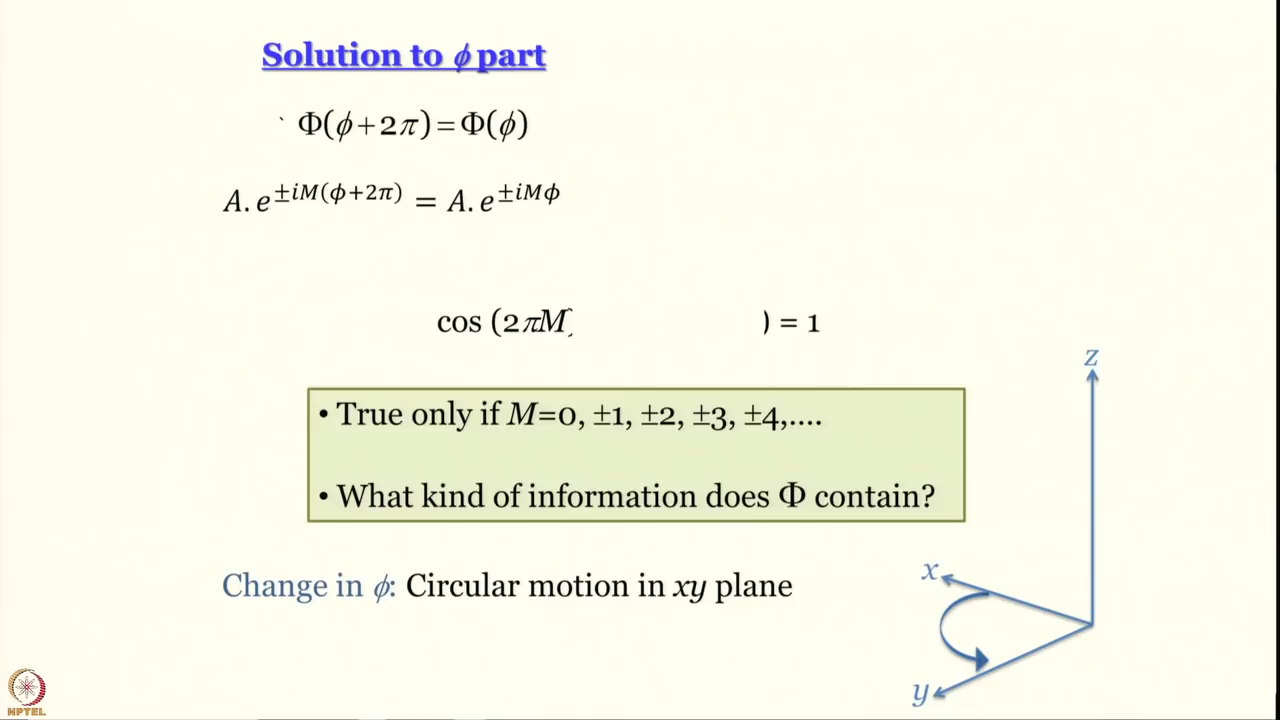 Solution to ϕ part
Φ(ϕ+2π)=Φ(ϕ)
A.e^{±iM(ϕ+2π)} = A.e^{±iMϕ}
cos (2πM) ) = 1
• True only if M=0, ±1, ±2, ±3, ±4,....
• What kind of information does Φ contain?
Change in ϕ: Circular motion in xy plane
z
x
y
NPTEL